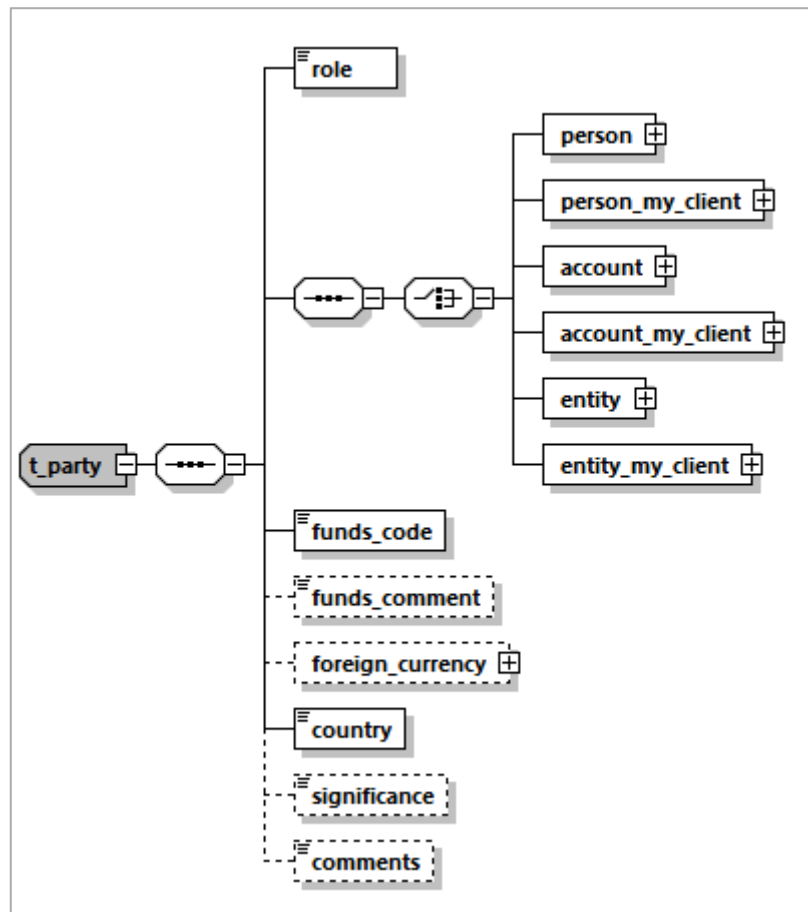 role
person
person_my_client
account
account_my_client
entity
entity_my_client
t_party
funds_code
funds_comment
foreign_currency
country
significance
comments